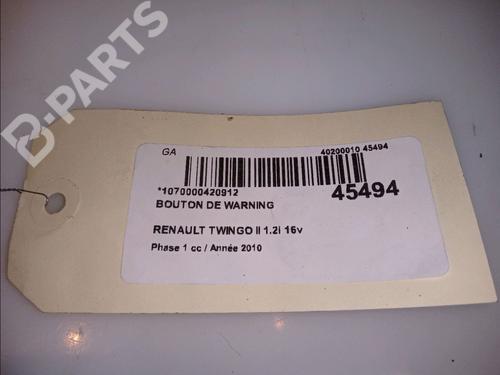 B-PARTS
GA
40200010 45494
*1070000420912
45494
BOUTON DE WARNING
RENAULT TWINGO II 1.2i 16v
Phase 1 cc / Année 2010